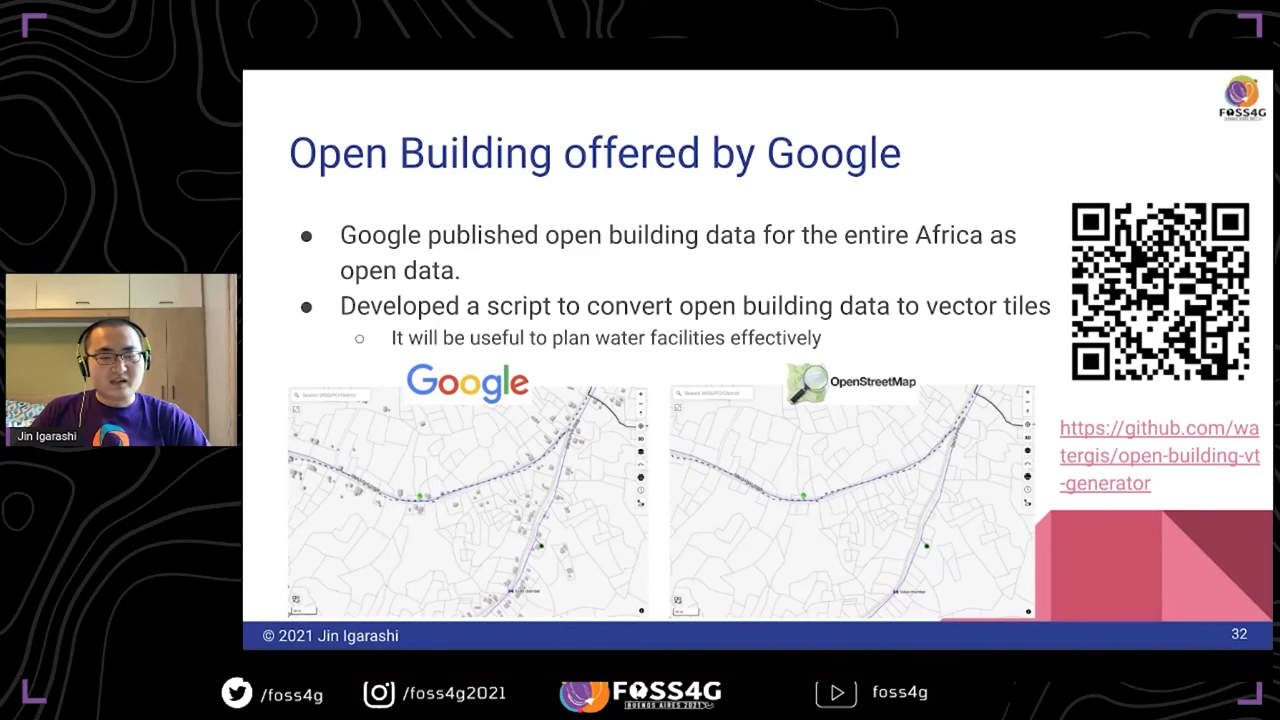 FOSS4G
Open Building offered by Google
● Google published open building data for the entire Africa as
open data.
● Developed a script to convert open building data to vector tiles
○ It will be useful to plan water facilities effectively
Google
OpenStreetMap
https://github.com/wa
tergis/open-building-vt
-generator
Jin Igarashi
© 2021 Jin Igarashi
32
/foss4g
/foss4g2021
FOSS4G
BUENOS AIRES 2021
foss4g